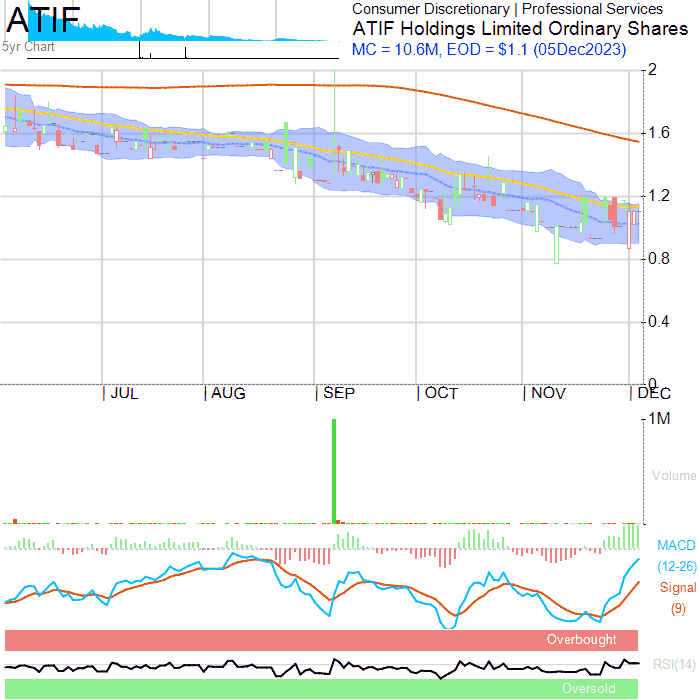 ATIF
5yr Chart
Consumer Discretionary | Professional Services
ATIF Holdings Limited Ordinary Shares
MC = 10.6M, EOD = $1.1 (05Dec2023)
2
1.6
1.2
0.8
0.4
0
JUL AUG SEP OCT NOV DEC
1M
Volume
MACD
(12-26)
Signal
(9)
Overbought
RSI(14)
Oversold